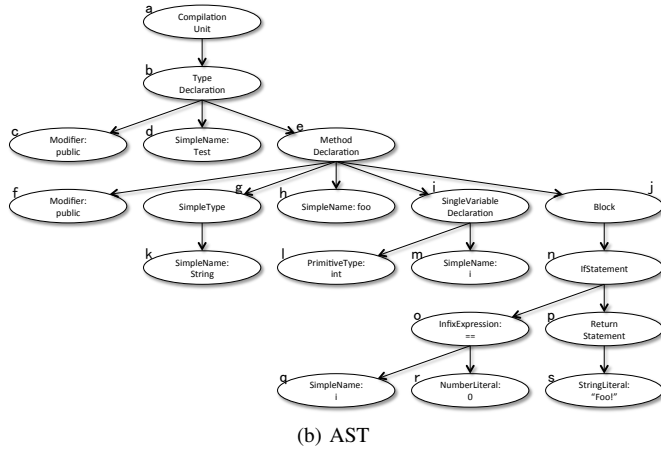 a
Compilation
Unit
b
Type
Declaration
c
Modifier:
public
d
SimpleName:
Test
e
Method
Declaration
f
Modifier:
public
g
SimpleType
h
SimpleName: foo
i
SingleVariable
Declaration
j
Block
k
SimpleName:
String
l
PrimitiveType:
int
m
SimpleName:
i
n
IfStatement
o
InfixExpression:
==
p
Return
Statement
q
SimpleName:
i
r
NumberLiteral:
0
s
StringLiteral:
"Foo!"
(b) AST